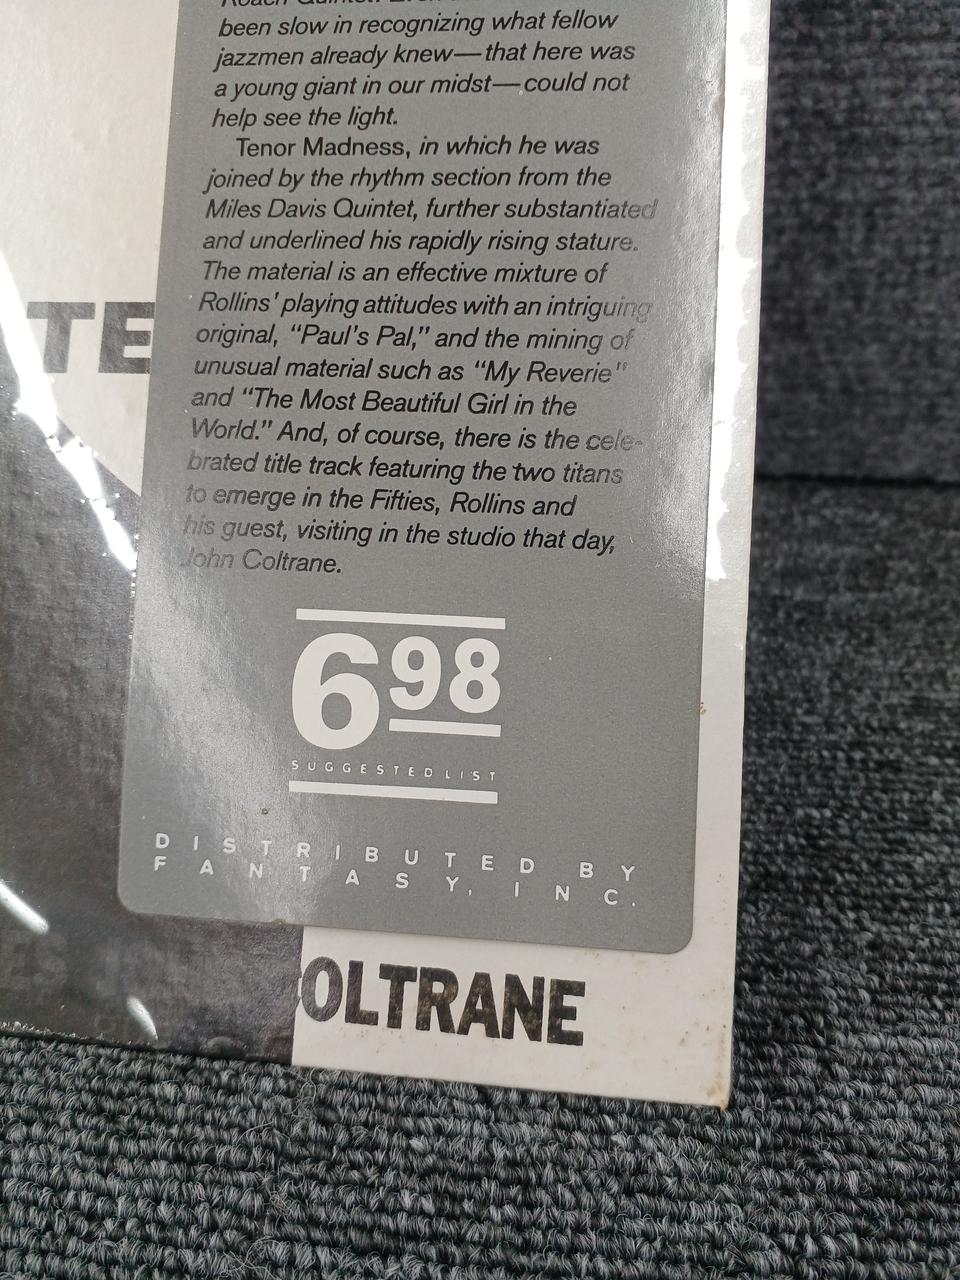 Roach Quintet.
been slow in recognizing what fellow
jazzmen already knew—that here was
a young giant in our midst—could not
help see the light.
Tenor Madness, in which he was
joined by the rhythm section from the
Miles Davis Quintet, further substantiated
and underlined his rapidly rising stature.
The material is an effective mixture of
Rollins' playing attitudes with an intriguing
original, “Paul's Pal,” and the mining of
unusual material such as “My Reverie”
and “The Most Beautiful Girl in the
World.” And, of course, there is the cele-
brated title track featuring the two titans
to emerge in the Fifties, Rollins and
his guest, visiting in the studio that day,
John Coltrane.
TE
698
SUGGESTED LIST
DISTRIBUTED BY
FANTASY, INC.
COLTRANE